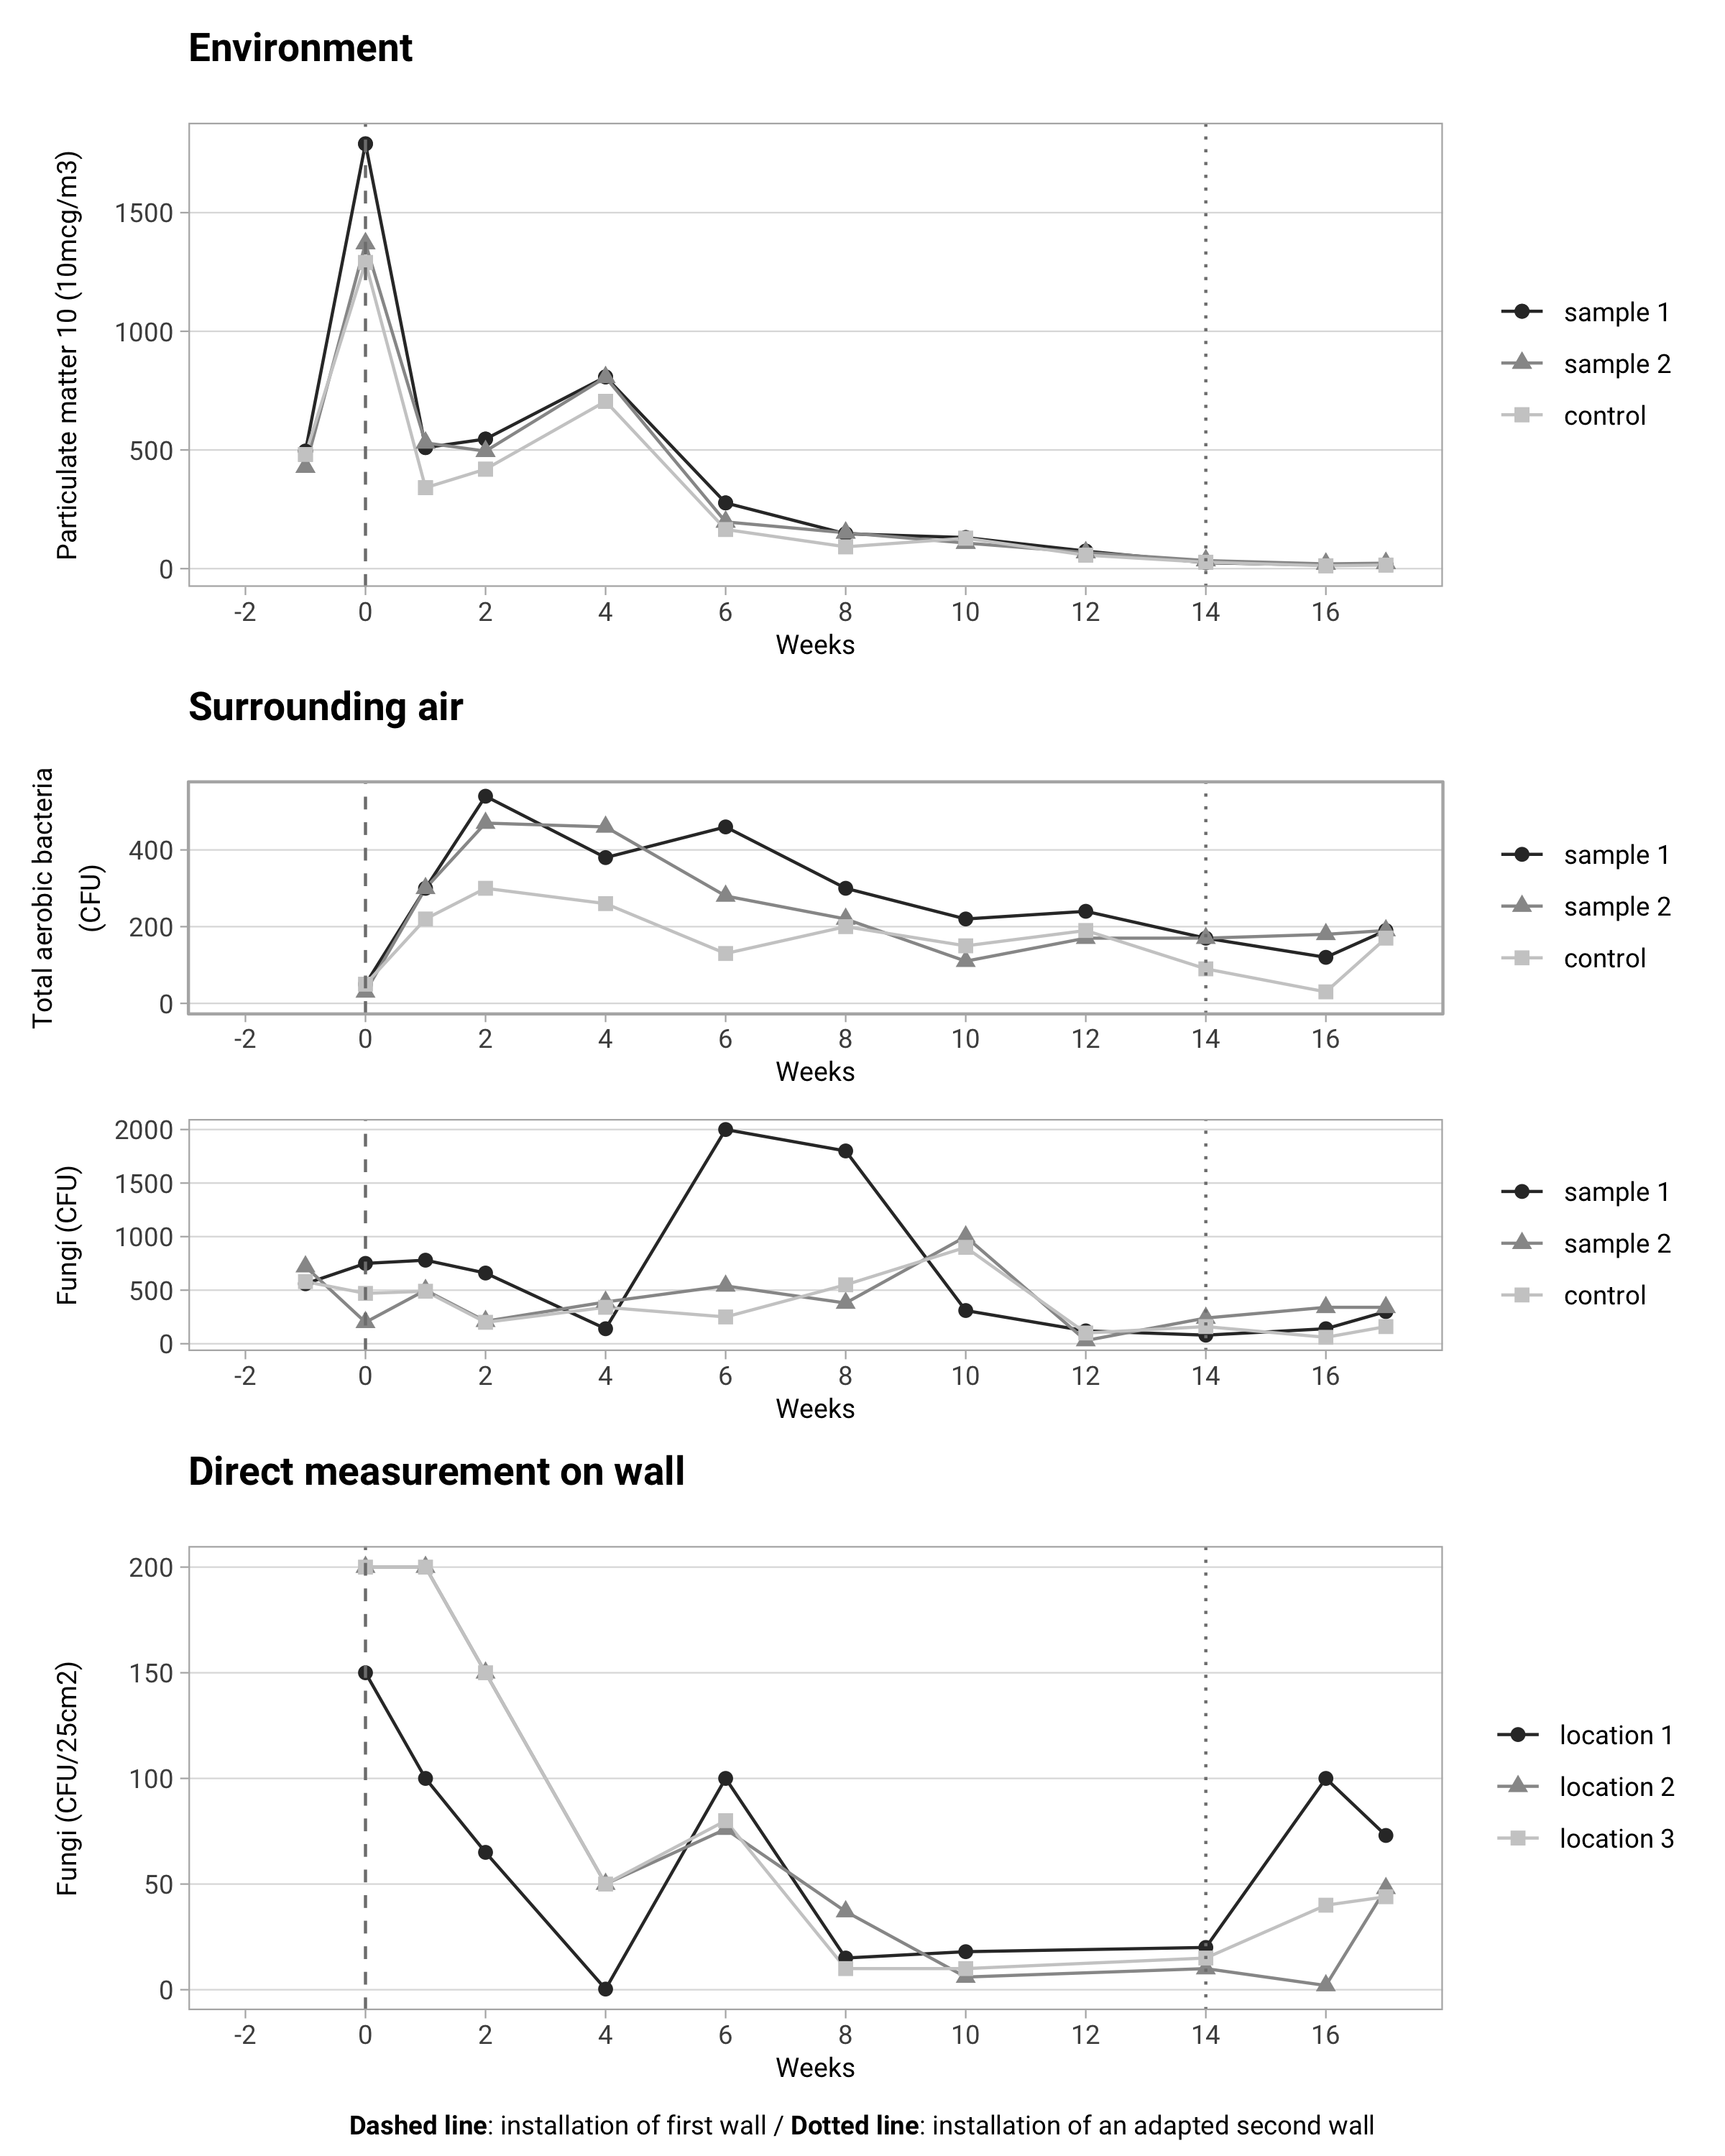 Environment
Particulate matter 10 (10mcg/m3)
1500
1000
500
0
-2 0 2 4 6 8 10 12 14 16
Weeks
sample 1
sample 2
control
Surrounding air
Total aerobic bacteria
(CFU)
400
200
0
-2 0 2 4 6 8 10 12 14 16
Weeks
sample 1
sample 2
control
Fungi (CFU)
2000
1500
1000
500
0
-2 0 2 4 6 8 10 12 14 16
Weeks
sample 1
sample 2
control
Direct measurement on wall
Fungi (CFU/25cm2)
200
150
100
50
0
-2 0 2 4 6 8 10 12 14 16
Weeks
location 1
location 2
location 3
Dashed line: installation of first wall / Dotted line: installation of an adapted second wall